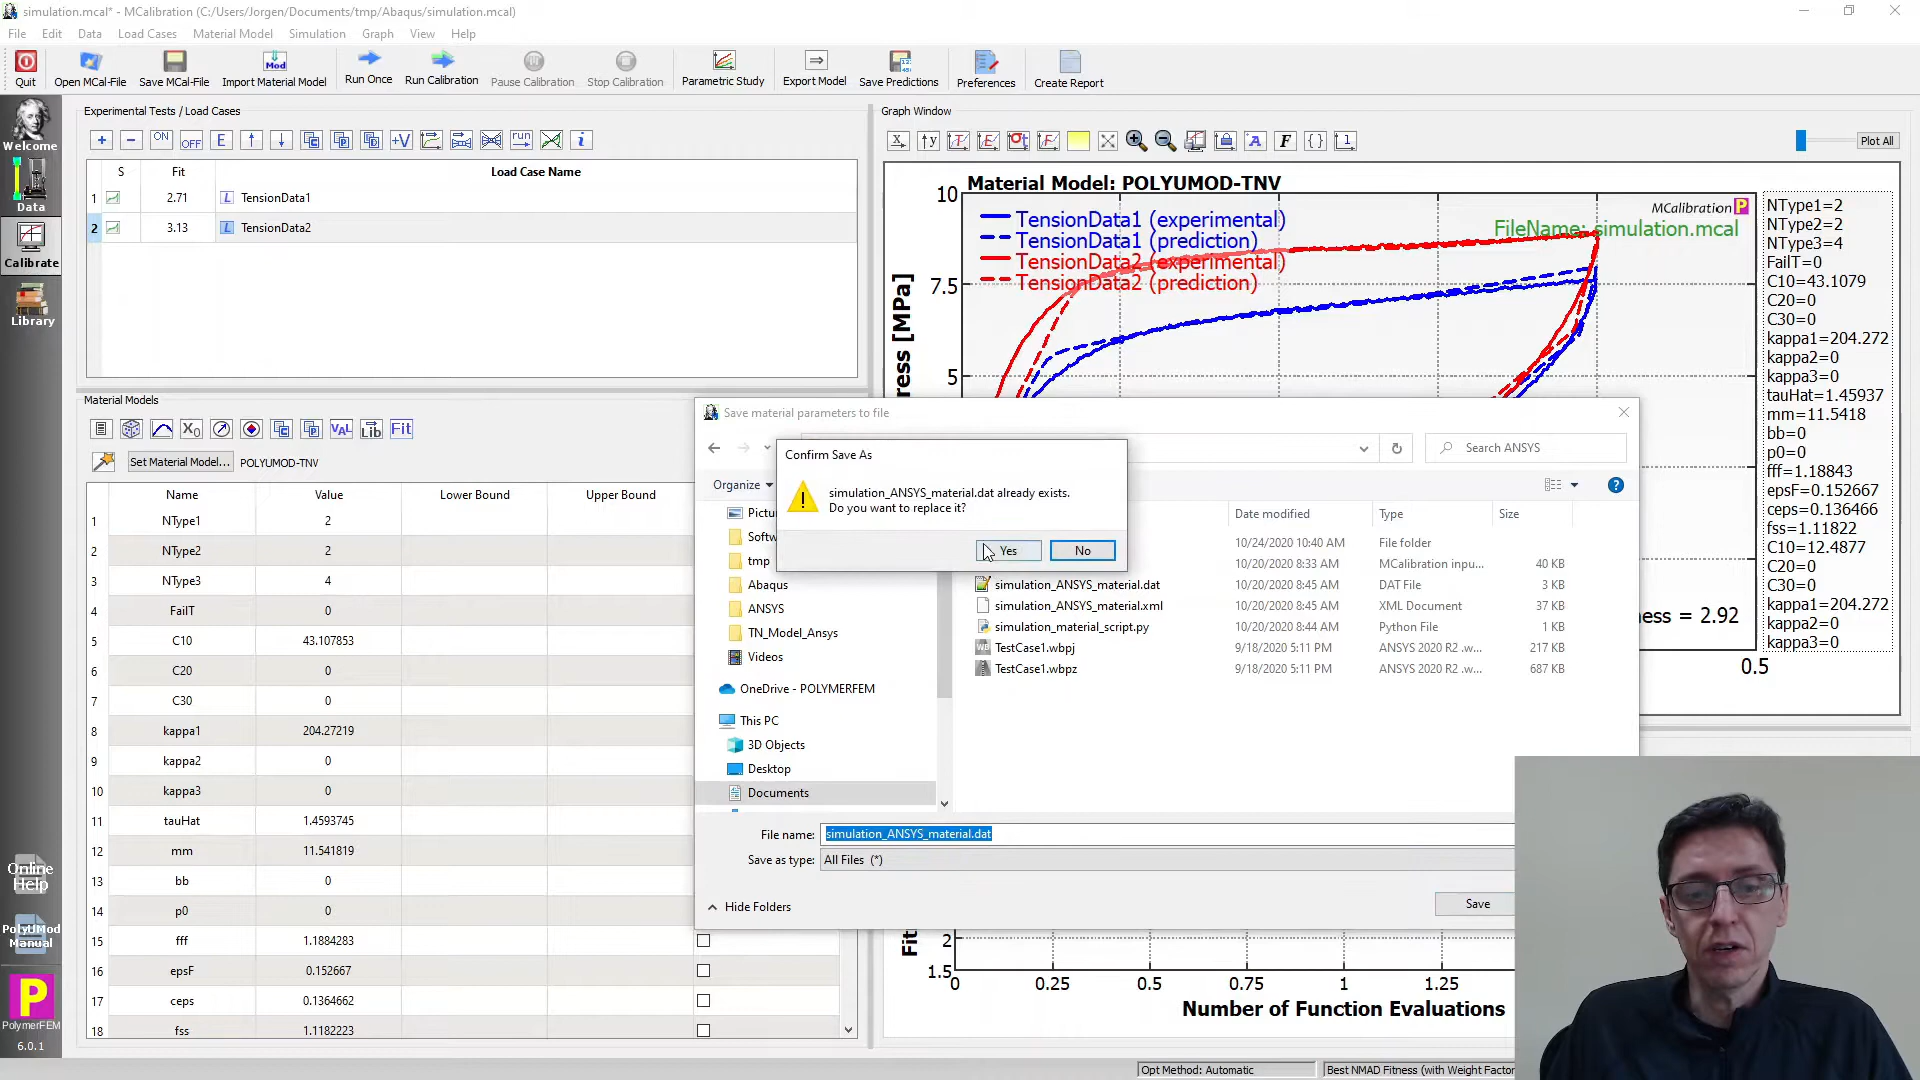 simulation.mcal* - MCalibration (C:/Users/Jorgen/Documents/tmp/Abaqus/simulation.mcal)
File Edit Data Load Cases Material Model Simulation Graph View Help
Quit Open MCal-File Save MCal-File Import Material Model Run Once Run Calibration Pause Calibration Stop Calibration Parametric Study Export Model Save Predictions Preferences Create Report
Welcome
Data
Calibrate
Library
Online Help
PolyUMod Manual
PolymerFEM
6.0.1
Experimental Tests / Load Cases
ON OFF E +V run i
S Fit Load Case Name
1 2.71 L TensionData1
2 3.13 L TensionData2
Material Models
X0 VAL Lib Fit
Set Material Model... POLYUMOD-TNV
Name Value Lower Bound Upper Bound
1 NType1 2
2 NType2 2
3 NType3 4
4 FailT 0
5 C10 43.107853
6 C20 0
7 C30 0
8 kappa1 204.27219
9 kappa2 0
10 kappa3 0
11 tauHat 1.4593745
12 mm 11.541819
13 bb 0
14 p0 0
15 fff 1.1884283
16 epsF 0.152667
17 ceps 0.1364662
18 fss 1.1182223
Graph Window
Plot All
Material Model: POLYUMOD-TNV
TensionData1 (experimental)
TensionData1 (prediction)
TensionData2 (experimental)
TensionData2 (prediction)
MCalibration P
FileName: simulation.mcal
10
7.5
5
ress [MPa]
ness = 2.92
0.5
NType1=2
NType2=2
NType3=4
FailT=0
C10=43.1079
C20=0
C30=0
kappa1=204.272
kappa2=0
kappa3=0
tauHat=1.45937
mm=11.5418
bb=0
p0=0
fff=1.18843
epsF=0.152667
ceps=0.136466
fss=1.11822
C10=12.4877
C20=0
C30=0
kappa1=204.272
kappa2=0
kappa3=0
Save material parameters to file
Search ANSYS
Organize
Pictu
Softw
tmp
Abaqus
ANSYS
TN_Model_Ansys
Videos
OneDrive - POLYMERFEM
This PC
3D Objects
Desktop
Documents
Date modified Type Size
10/24/2020 10:40 AM File folder
10/20/2020 8:33 AM MCalibration inpu... 40 KB
simulation_ANSYS_material.dat 10/20/2020 8:45 AM DAT File 3 KB
simulation_ANSYS_material.xml 10/20/2020 8:45 AM XML Document 37 KB
simulation_material_script.py 10/20/2020 8:44 AM Python File 1 KB
TestCase1.wbpj 9/18/2020 5:11 PM ANSYS 2020 R2 .w... 217 KB
TestCase1.wbpz 9/18/2020 5:11 PM ANSYS 2020 R2 .w... 687 KB
File name: simulation_ANSYS_material.dat
Save as type: All Files (*)
Hide Folders
Save
Confirm Save As
simulation_ANSYS_material.dat already exists.
Do you want to replace it?
Yes No
Fit
2
1.5
0 0.25 0.5 0.75 1 1.25
Number of Function Evaluations
Opt Method: Automatic
Best NMAD Fitness (with Weight Factor